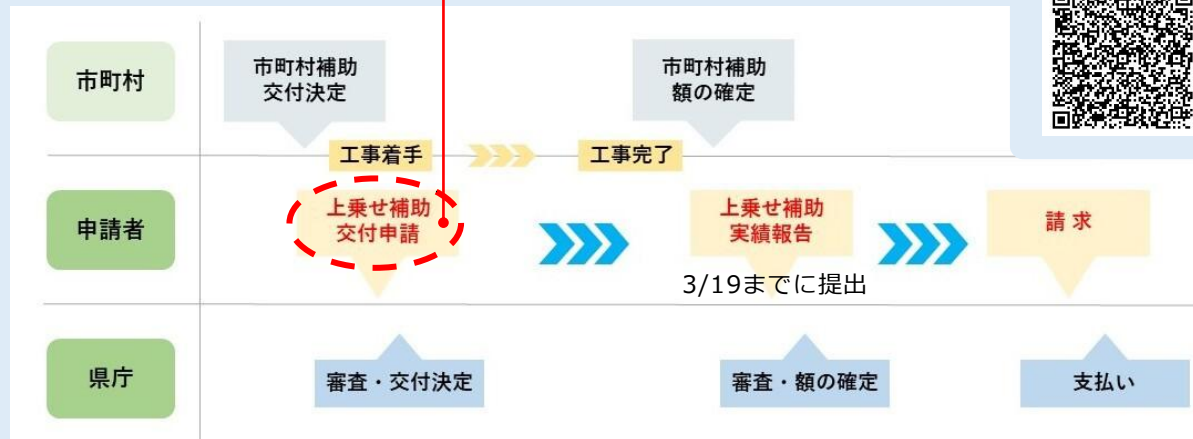 市町村
市町村補助
交付決定
市町村補助
額の確定
工事着手
工事完了
申請者
上乗せ補助
交付申請
上乗せ補助
実績報告
請求
3/19までに提出
県庁
審査・交付決定
審査・額の確定
支払い